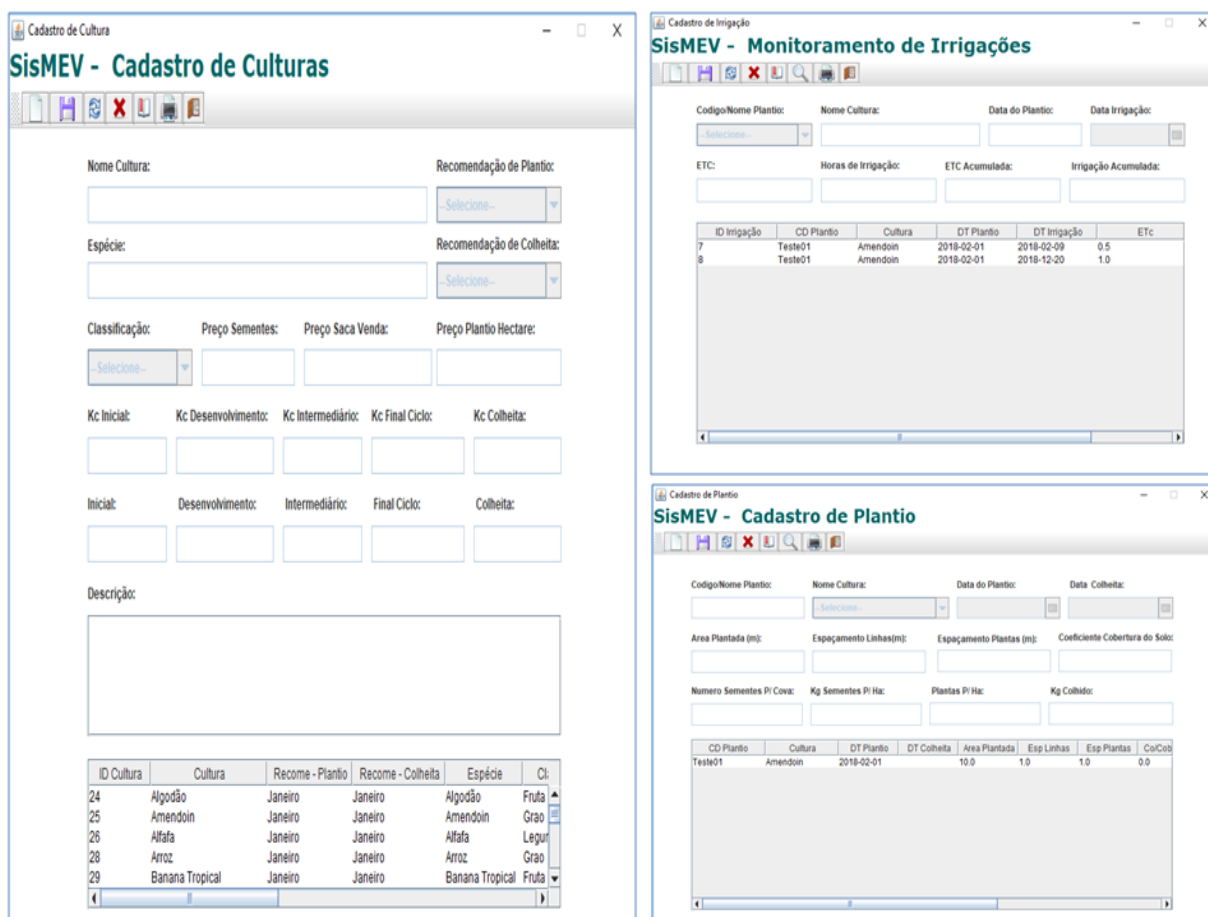 Cadastro de Cultura
SisMEV - Cadastro de Culturas
Nome Cultura: Recomendação de Plantio:
--Selecione--
Espécie: Recomendação de Colheita:
--Selecione--
Classificação: Preço Sementes: Preço Saca Venda: Preço Plantio Hectare:
--Selecione--
Kc Inicial: Kc Desenvolvimento: Kc Intermediário: Kc Final Ciclo: Kc Colheita:
Inicial: Desenvolvimento: Intermediário: Final Ciclo: Colheita:
Descrição:
ID Cultura Cultura Recome - Plantio Recome - Colheita Espécie
24 Algodão Janeiro Janeiro Algodão Fruta
25 Amendoin Janeiro Janeiro Amendoin Grao
26 Alfafa Janeiro Janeiro Alfafa Legur
28 Arroz Janeiro Janeiro Arroz Grao
29 Banana Tropical Janeiro Janeiro Banana Tropical Fruta
Cadastro de Irrigação
SisMEV - Monitoramento de Irrigações
Codigo/Nome Plantio: Nome Cultura: Data do Plantio: Data Irrigação:
--Selecione--
ETC: Horas de Irrigação: ETC Acumulada: Irrigação Acumulada:
ID Irrigação CD Plantio Cultura DT Plantio DT Irrigação ETc
7 Teste01 Amendoin 2018-02-01 2018-02-09 0.5
8 Teste01 Amendoin 2018-02-01 2018-12-20 1.0
Cadastro de Plantio
SisMEV - Cadastro de Plantio
Codigo/Nome Plantio: Nome Cultura: Data do Plantio: Data Colheita:
--Selecione--
Area Plantada (m): Espaçamento Linhas(m): Espaçamento Plantas (m): Coeficiente Cobertura do Solo:
Numero Sementes P/ Cova: Kg Sementes P/ Ha: Plantas P/ Ha: Kg Colhido:
CD Plantio Cultura DT Plantio DT Colheita Area Plantada Esp Linhas Esp Plantas Co/Cob
Teste01 Amendoin 2018-02-01 10.0 1.0 1.0 0.0